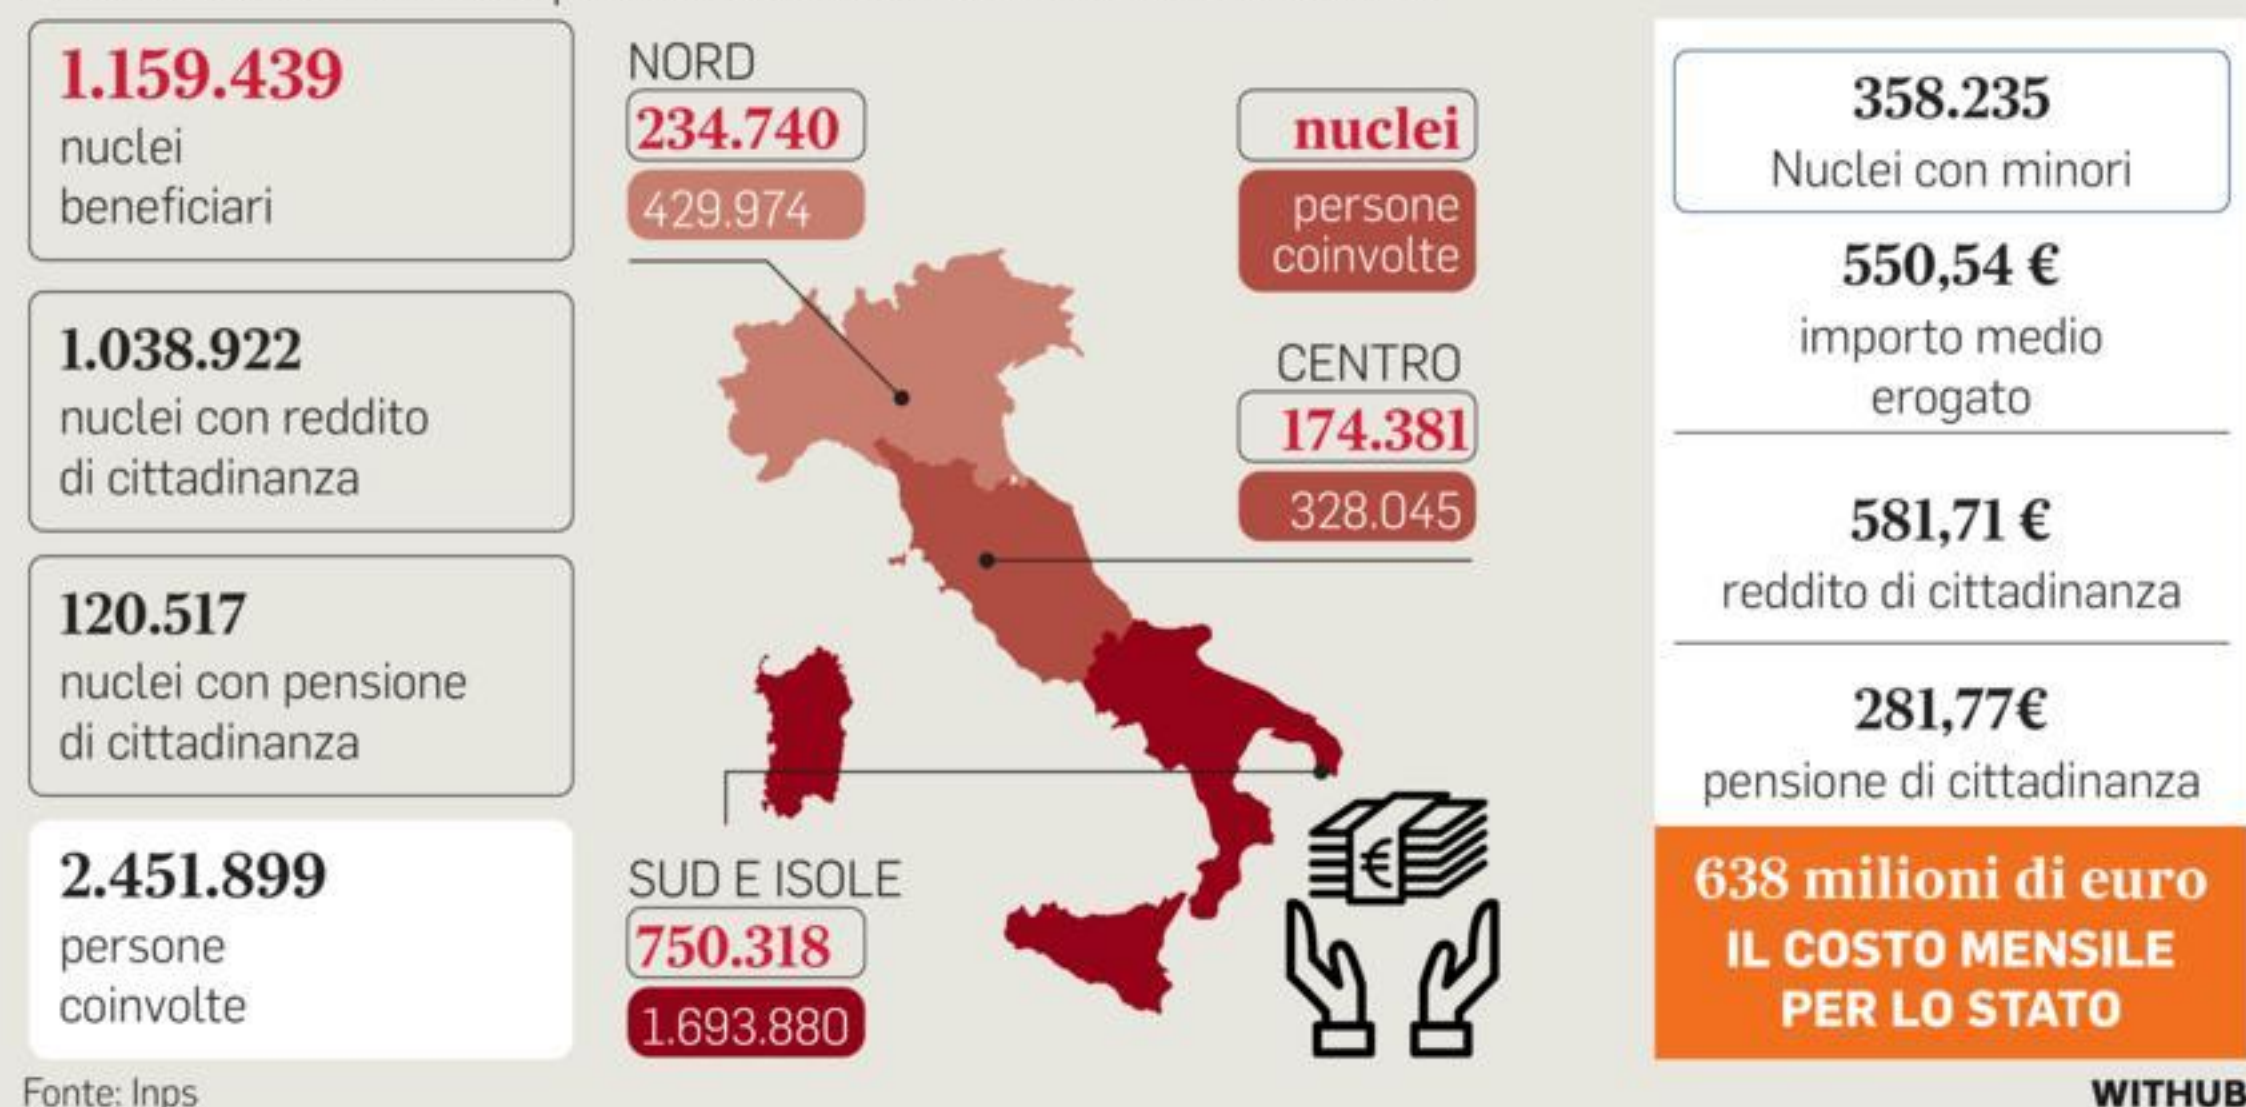 1.159.439
nuclei
beneficiari
1.038.922
nuclei con reddito
di cittadinanza
120.517
nuclei con pensione
di cittadinanza
2.451.899
persone
coinvolte
NORD
234.740
429.974
nuclei
persone
coinvolte
CENTRO
174.381
328.045
SUD E ISOLE
750.318
1.693.880
€
358.235
Nuclei con minori
550,54 €
importo medio
erogato
581,71 €
reddito di cittadinanza
281,77€
pensione di cittadinanza
638 milioni di euro
IL COSTO MENSILE
PER LO STATO
Fonte: Inps
WITHUB